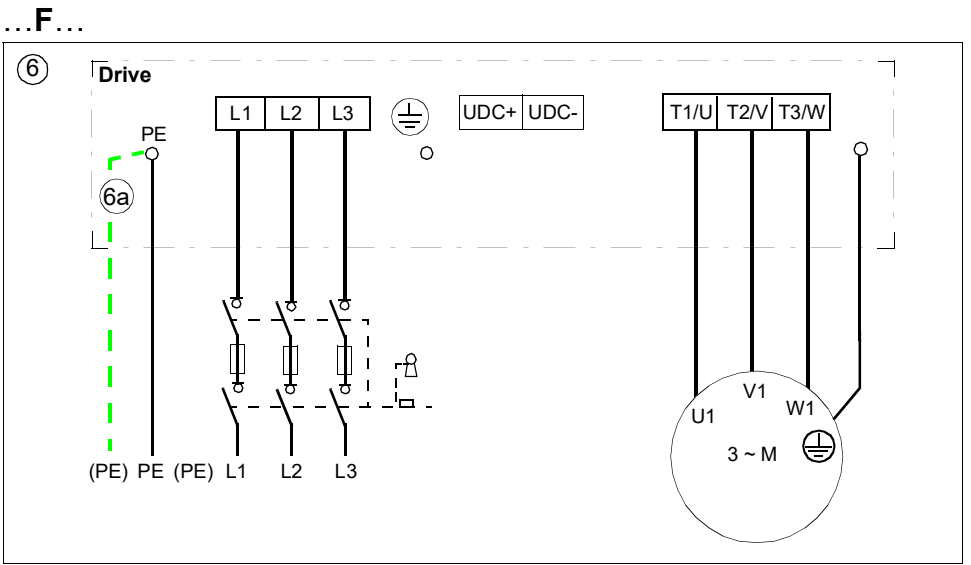 ...F...
6
Drive
L1 L2 L3 UDC+ UDC- T1/U T2/V T3/W
PE
6a
V1
U1 W1
3 ~ M
(PE) PE (PE) L1 L2 L3